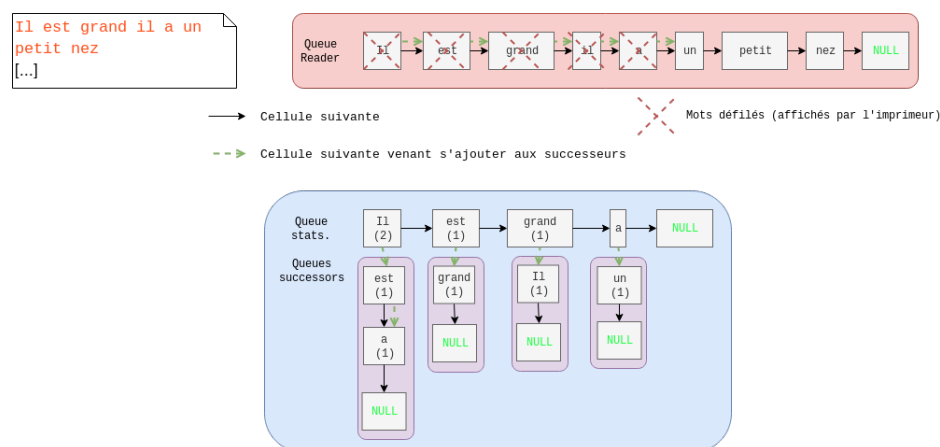 Il est grand il a un
petit nez
[...]
Queue
Reader
Il
est
grand
il
a
un
petit
nez
NULL
Cellule suivante
Mots défilés (affichés par l'imprimeur)
Cellule suivante venant s'ajouter aux successeurs
Queue
stats.
Il
(2)
est
(1)
grand
(1)
a
NULL
Queues
successors
est
(1)
grand
(1)
Il
(1)
un
(1)
a
(1)
NULL
NULL
NULL
NULL